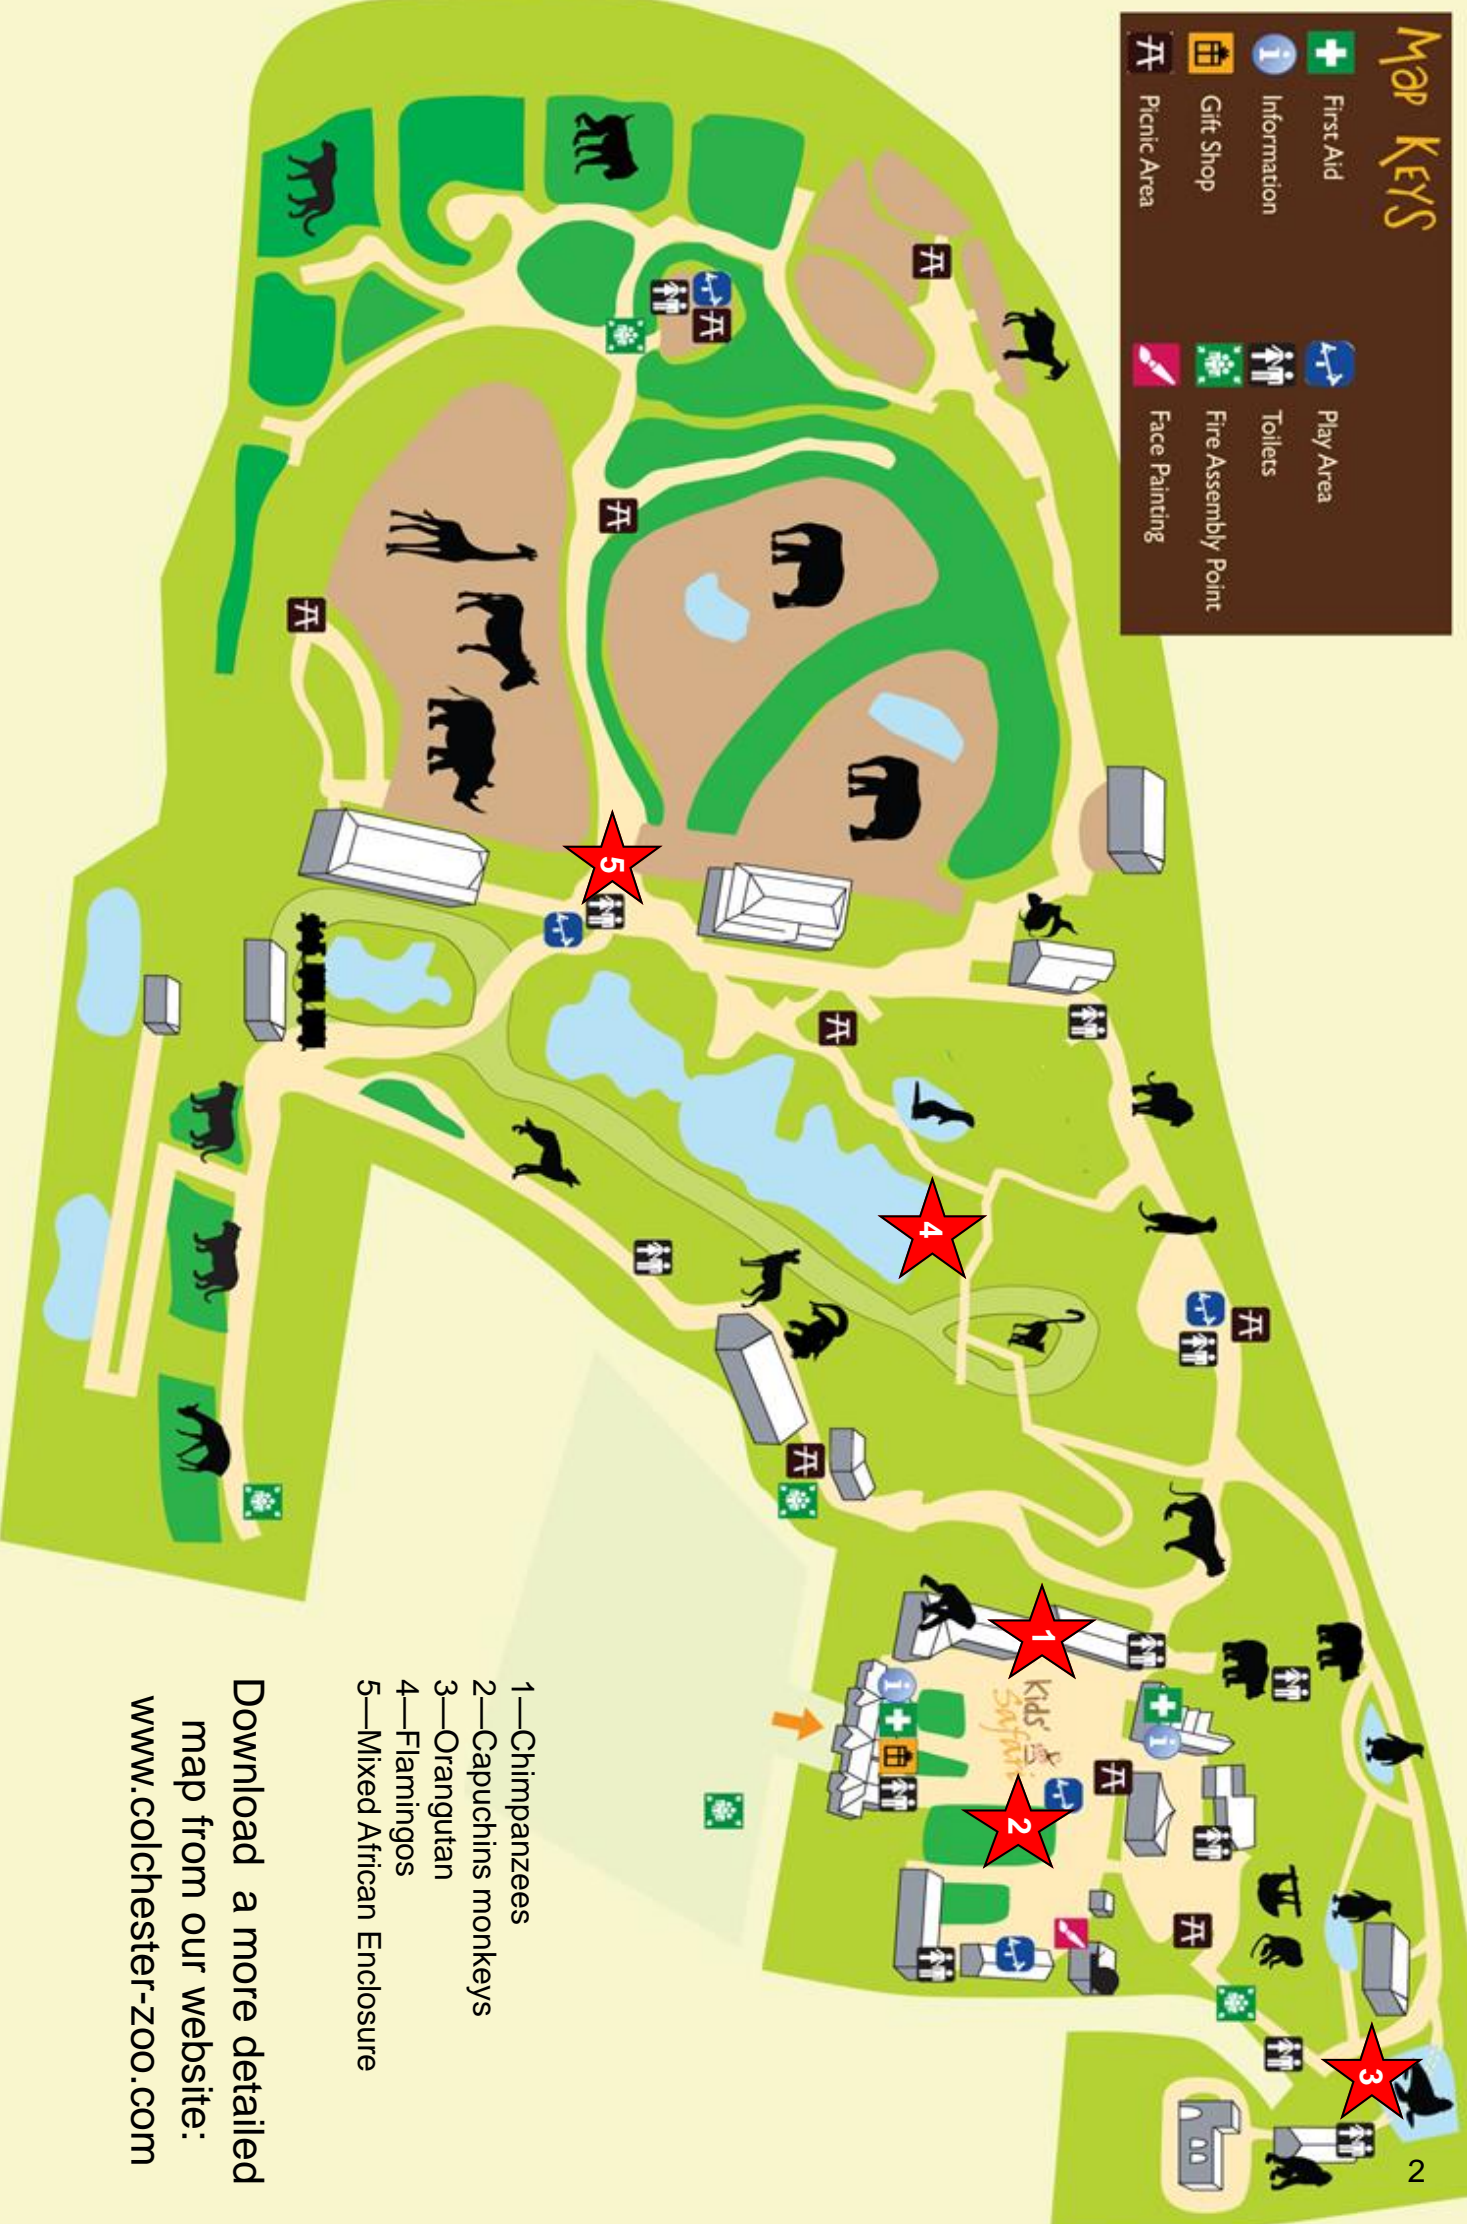 Map Keys
First Aid
Information
Gift Shop
Picnic Area
Play Area
Toilets
Fire Assembly Point
Face Painting
5
4
1
Kids'
Safari
2
3
1—Chimpanzees
2—Capuchins monkeys
3—Orangutan
4—Flamingos
5—Mixed African Enclosure
Download a more detailed
map from our website:
www.colchester-zoo.com
2